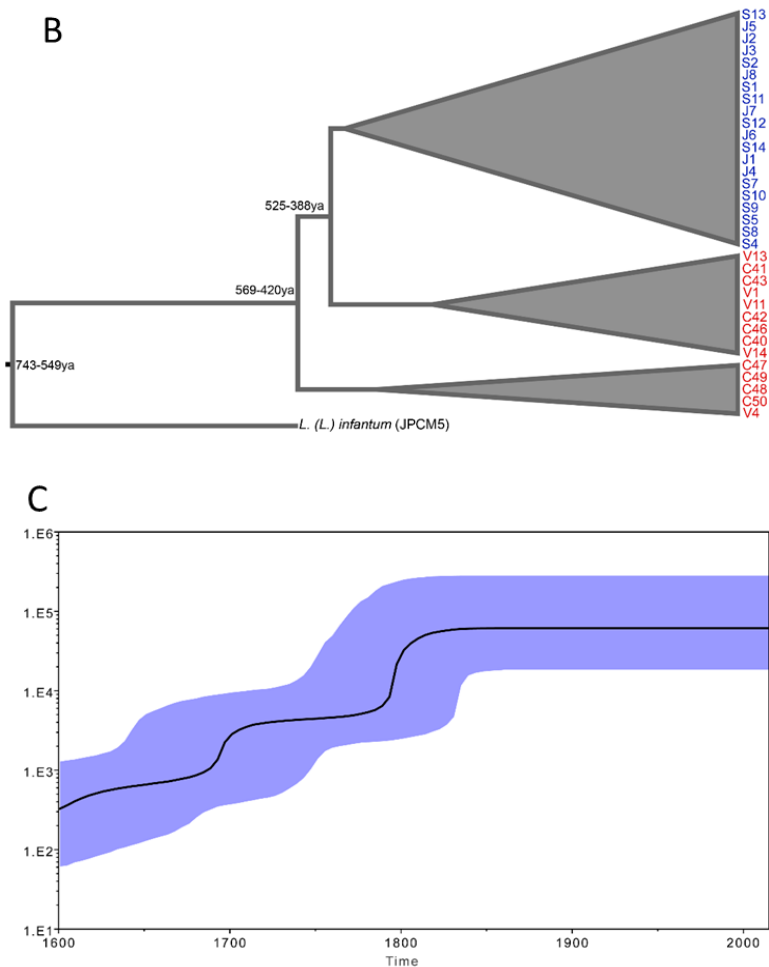 B
S13
J5
J2
J3
S2
J8
S1
S11
J7
S12
J6
S14
J1
J4
S7
S10
S9
S5
S8
S4
525-388ya
V13
C41
C43
V1
V11
C42
C46
C40
V14
569-420ya
C47
C49
C48
C50
V4
743-549ya
L. (L.) infantum (JPCM5)
C
1.E6
1.E5
1.E4
1.E3
1.E2
1.E1
1600 1700 1800 1900 2000
Time